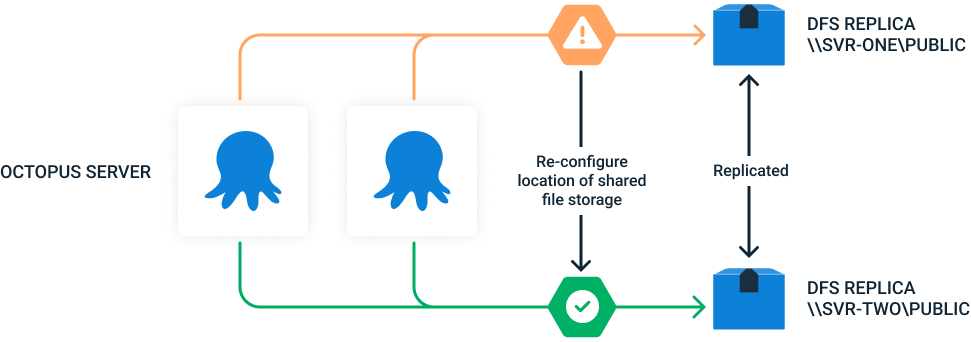 DFS REPLICA
\\SVR-ONE\PUBLIC
OCTOPUS SERVER
Re-configure
location of shared
file storage
Replicated
DFS REPLICA
\\SVR-TWO\PUBLIC